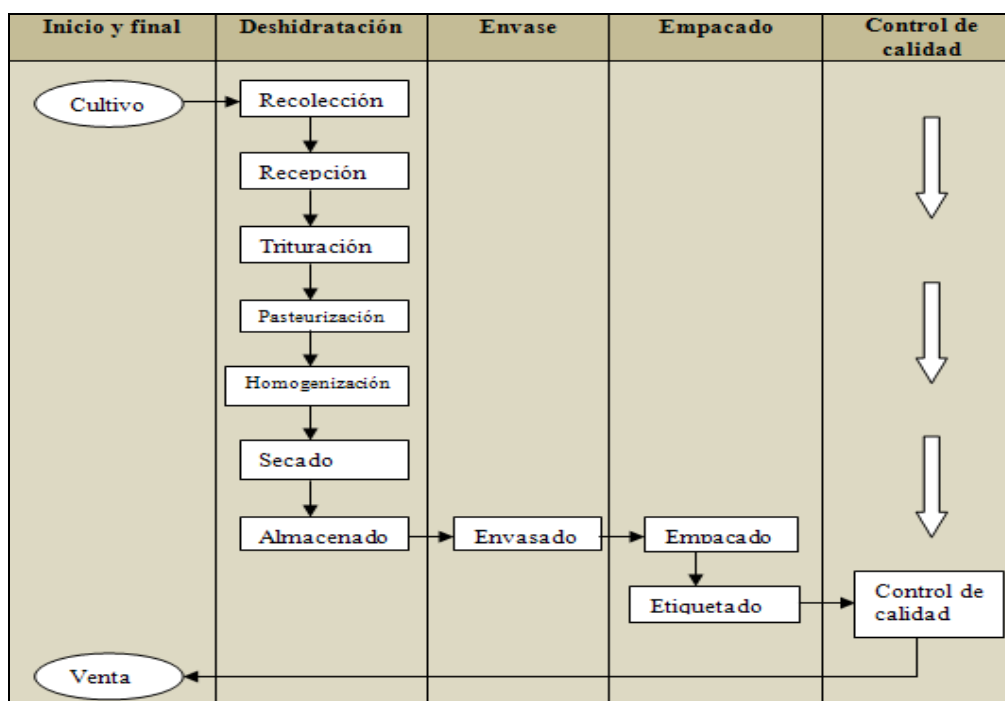 Inicio y final
Deshidratación
Envase
Empacado
Control de
calidad
Cultivo
Recolección
Recepción
Trituración
Pasteurización
Homogenización
Secado
Almacenado
Envasado
Empacado
Etiquetado
Control de
calidad
Venta